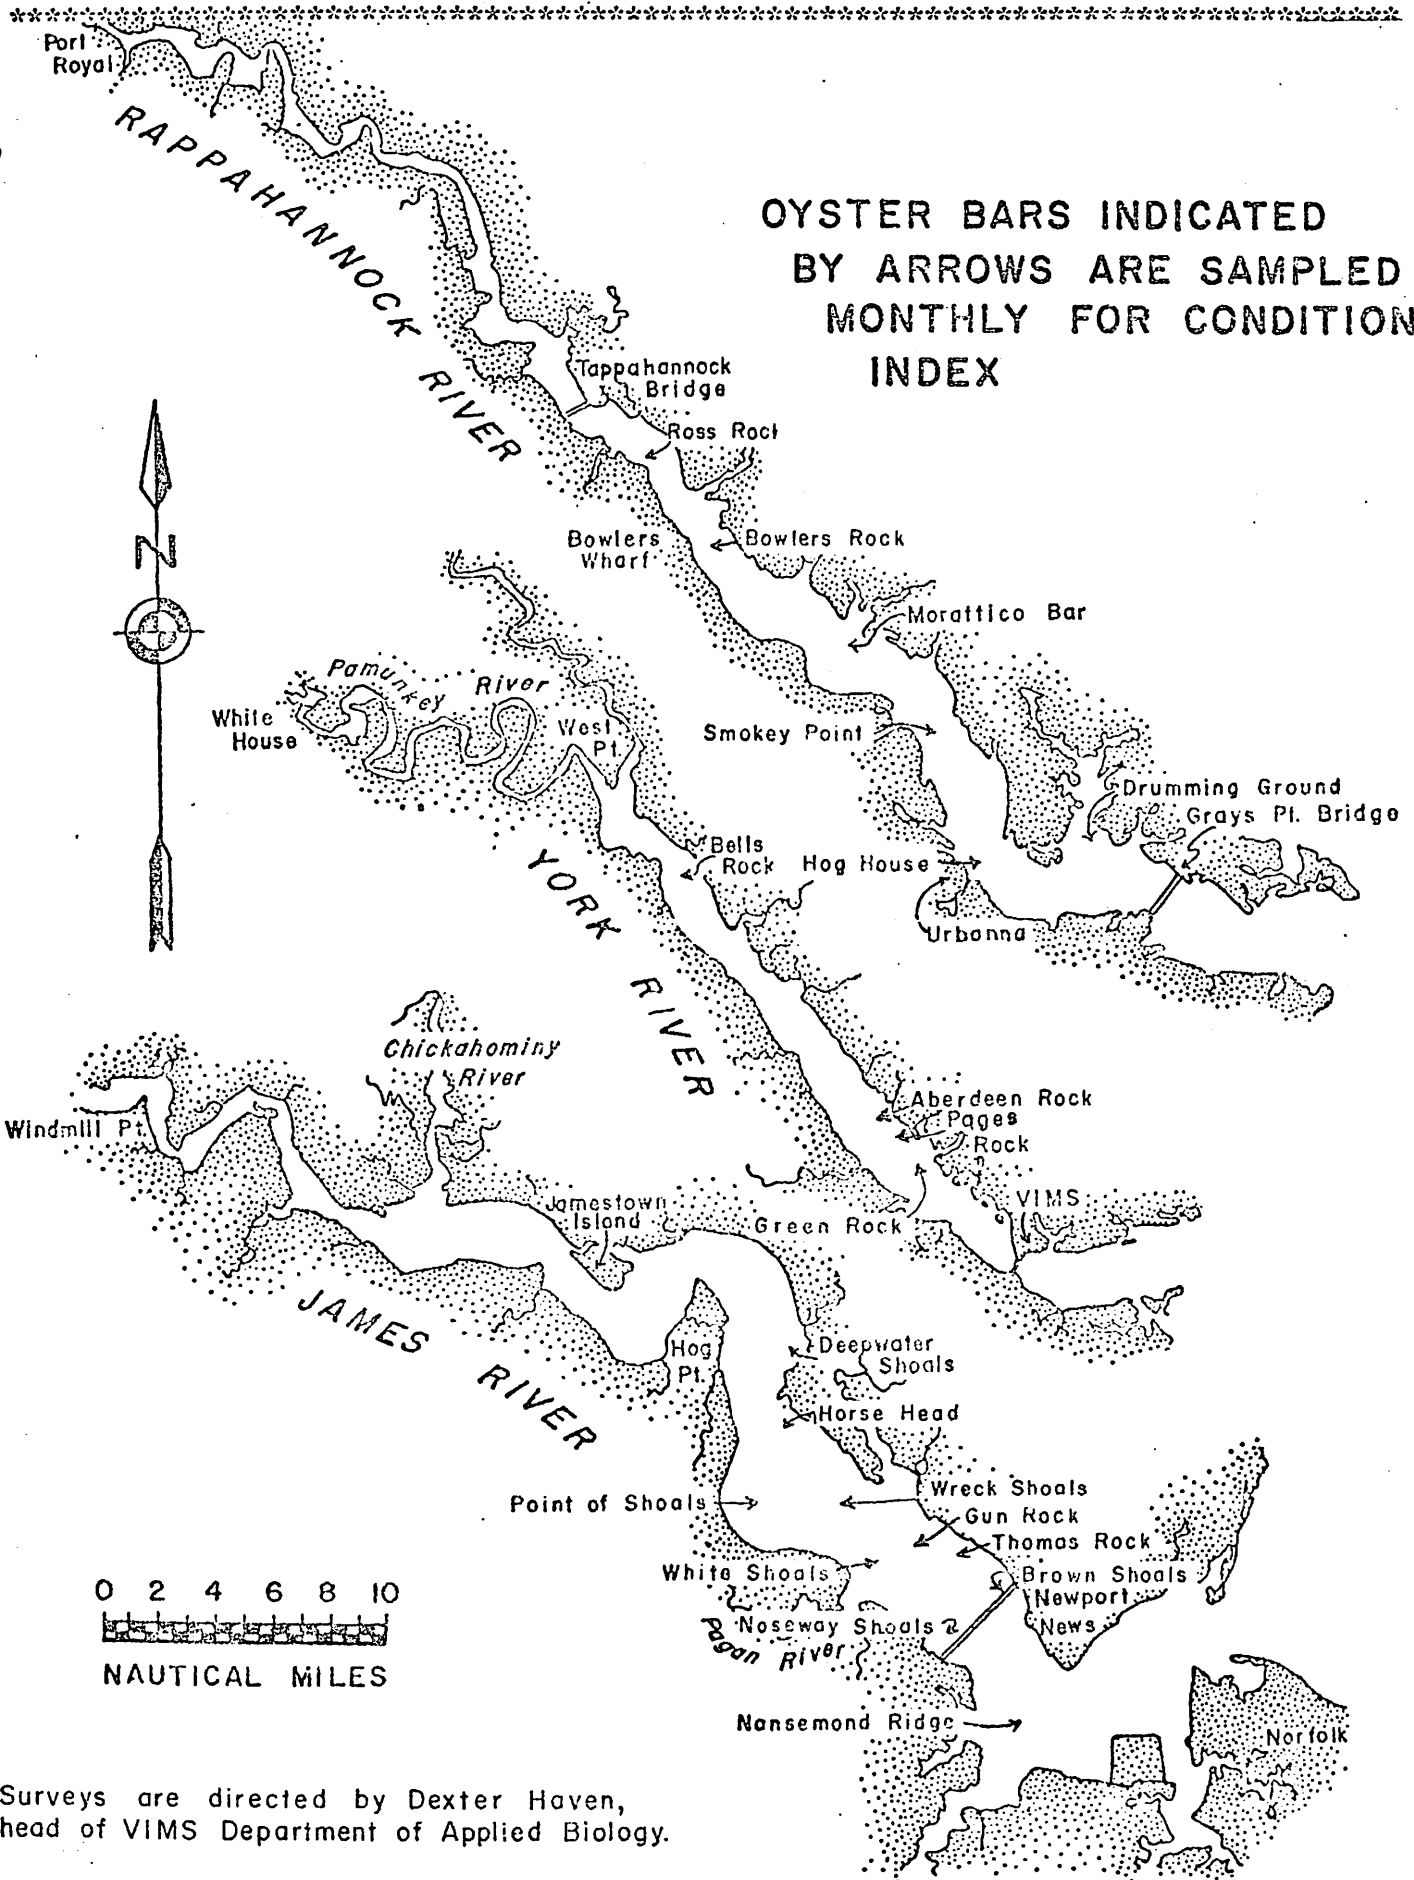 Port
Royal
RAPPAHANNOCK RIVER
OYSTER BARS INDICATED
BY ARROWS ARE SAMPLED
MONTHLY FOR CONDITION
INDEX
Tappahannock
Bridge
Ross Rock
N
Bowlers
Wharf
Bowlers Rock
Morattico Bar
Pamunkey River
White
House
West
Pt.
Smokey Point
Drumming Ground
Grays Pt. Bridge
Bells
Rock
Hog House
Urbanna
YORK RIVER
Chickahominy
River
Windmill Pt.
Aberdeen Rock
Pages
Rock
VIMS
Jamestown
Island
Green Rock
JAMES RIVER
Hog
Pt.
Deepwater
Shoals
Horse Head
Point of Shoals
Wreck Shoals
Gun Rock
Thomas Rock
White Shoals
Brown Shoals
Newport
News
Noseway Shoals
Pagan River
0 2 4 6 8 10
NAUTICAL MILES
Nansemond Ridge
Norfolk
Surveys are directed by Dexter Haven,
head of VIMS Department of Applied Biology.